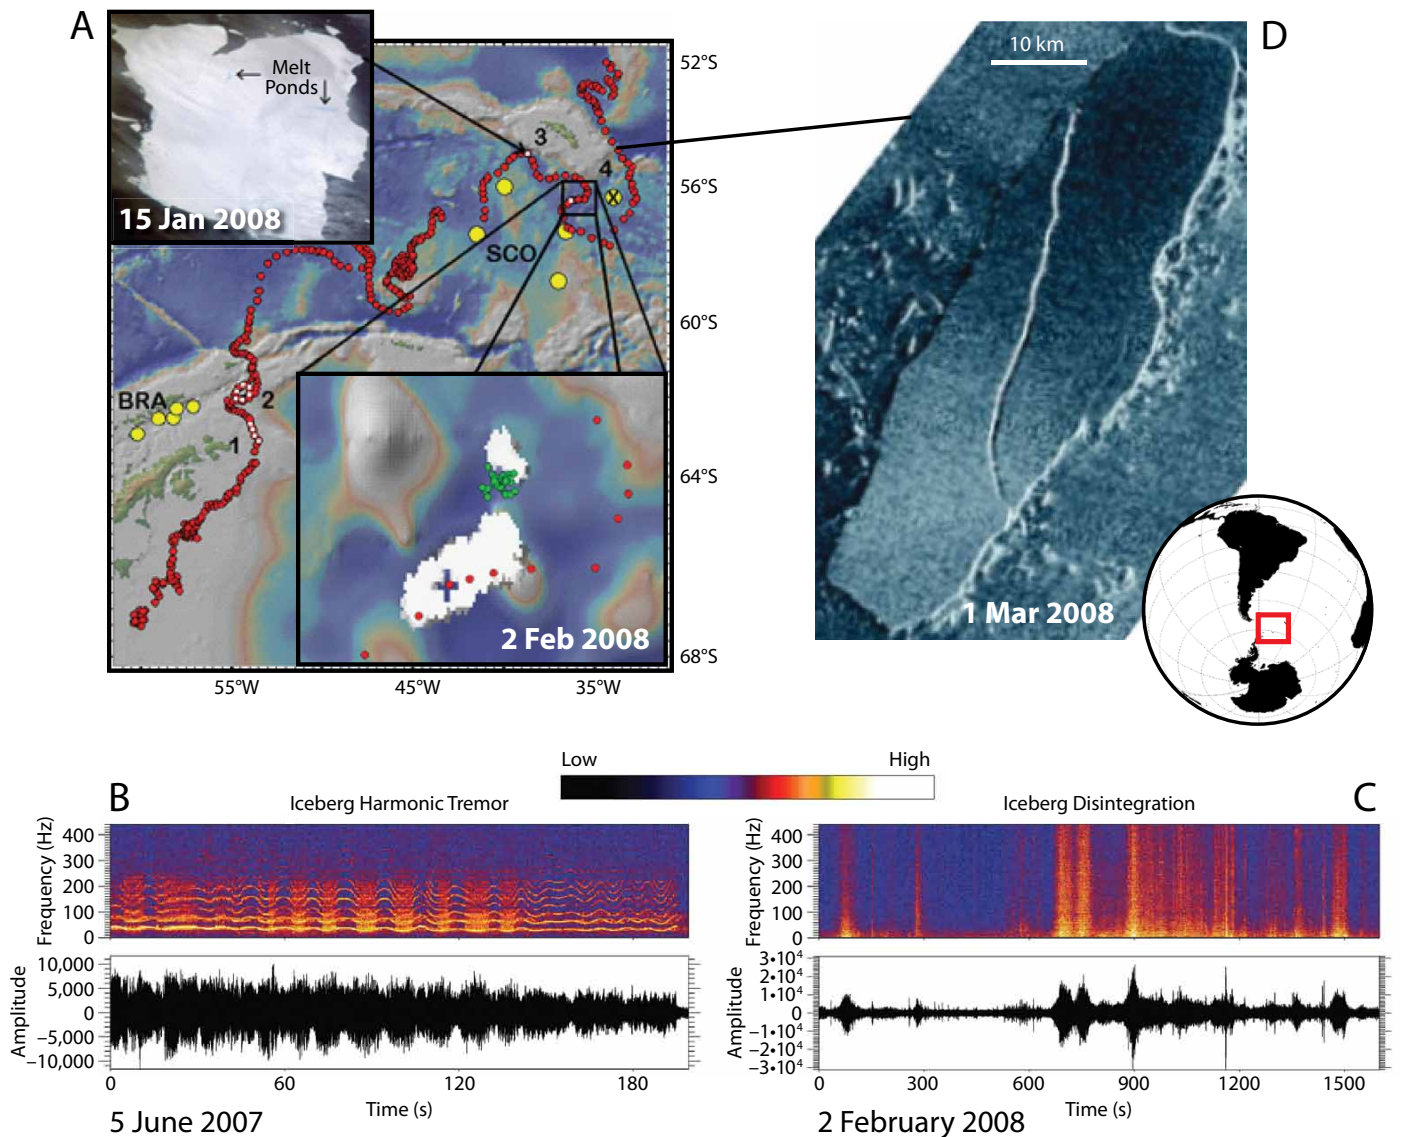 A
Melt
Ponds
15 Jan 2008
52°S
56°S
60°S
64°S
68°S
55°W
45°W
35°W
3
4
X
SCO
BRA
2
1
2 Feb 2008
D
10 km
1 Mar 2008
Low
High
B
Iceberg Harmonic Tremor
Frequency (Hz)
400
300
200
100
0
Amplitude
10,000
5,000
0
–5,000
–10,000
0
60
120
180
Time (s)
5 June 2007
Iceberg Disintegration
C
Frequency (Hz)
400
300
200
100
0
Amplitude
3•10⁴
2•10⁴
1•10⁴
0
–1•10⁴
–2•10⁴
–3•10⁴
0
300
600
900
1200
1500
Time (s)
2 February 2008